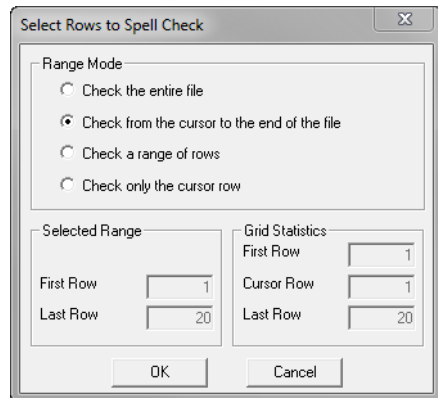 Select Rows to Spell Check
Range Mode
Check the entire file
Check from the cursor to the end of the file
Check a range of rows
Check only the cursor row
Selected Range
First Row 1
Last Row 20
Grid Statistics
First Row 1
Cursor Row 1
Last Row 20
OK Cancel